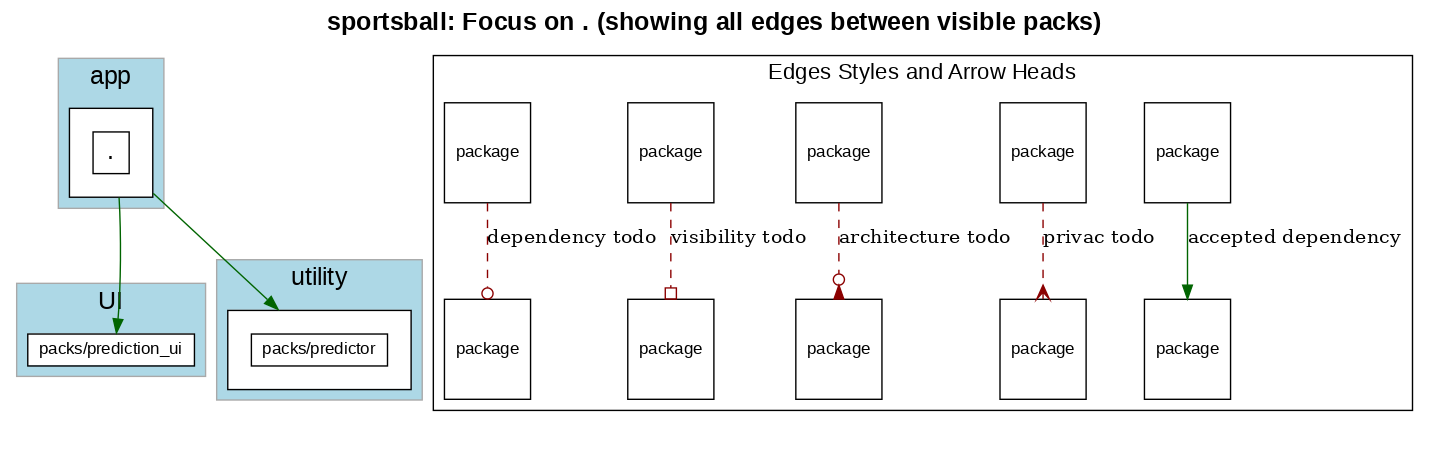 sportsball: Focus on . (showing all edges between visible packs)
app
.
UI
packs/prediction_ui
utility
packs/predictor
Edges Styles and Arrow Heads
package
package
package
package
package
dependency todo
visibility todo
architecture todo
privac todo
accepted dependency
package
package
package
package
package